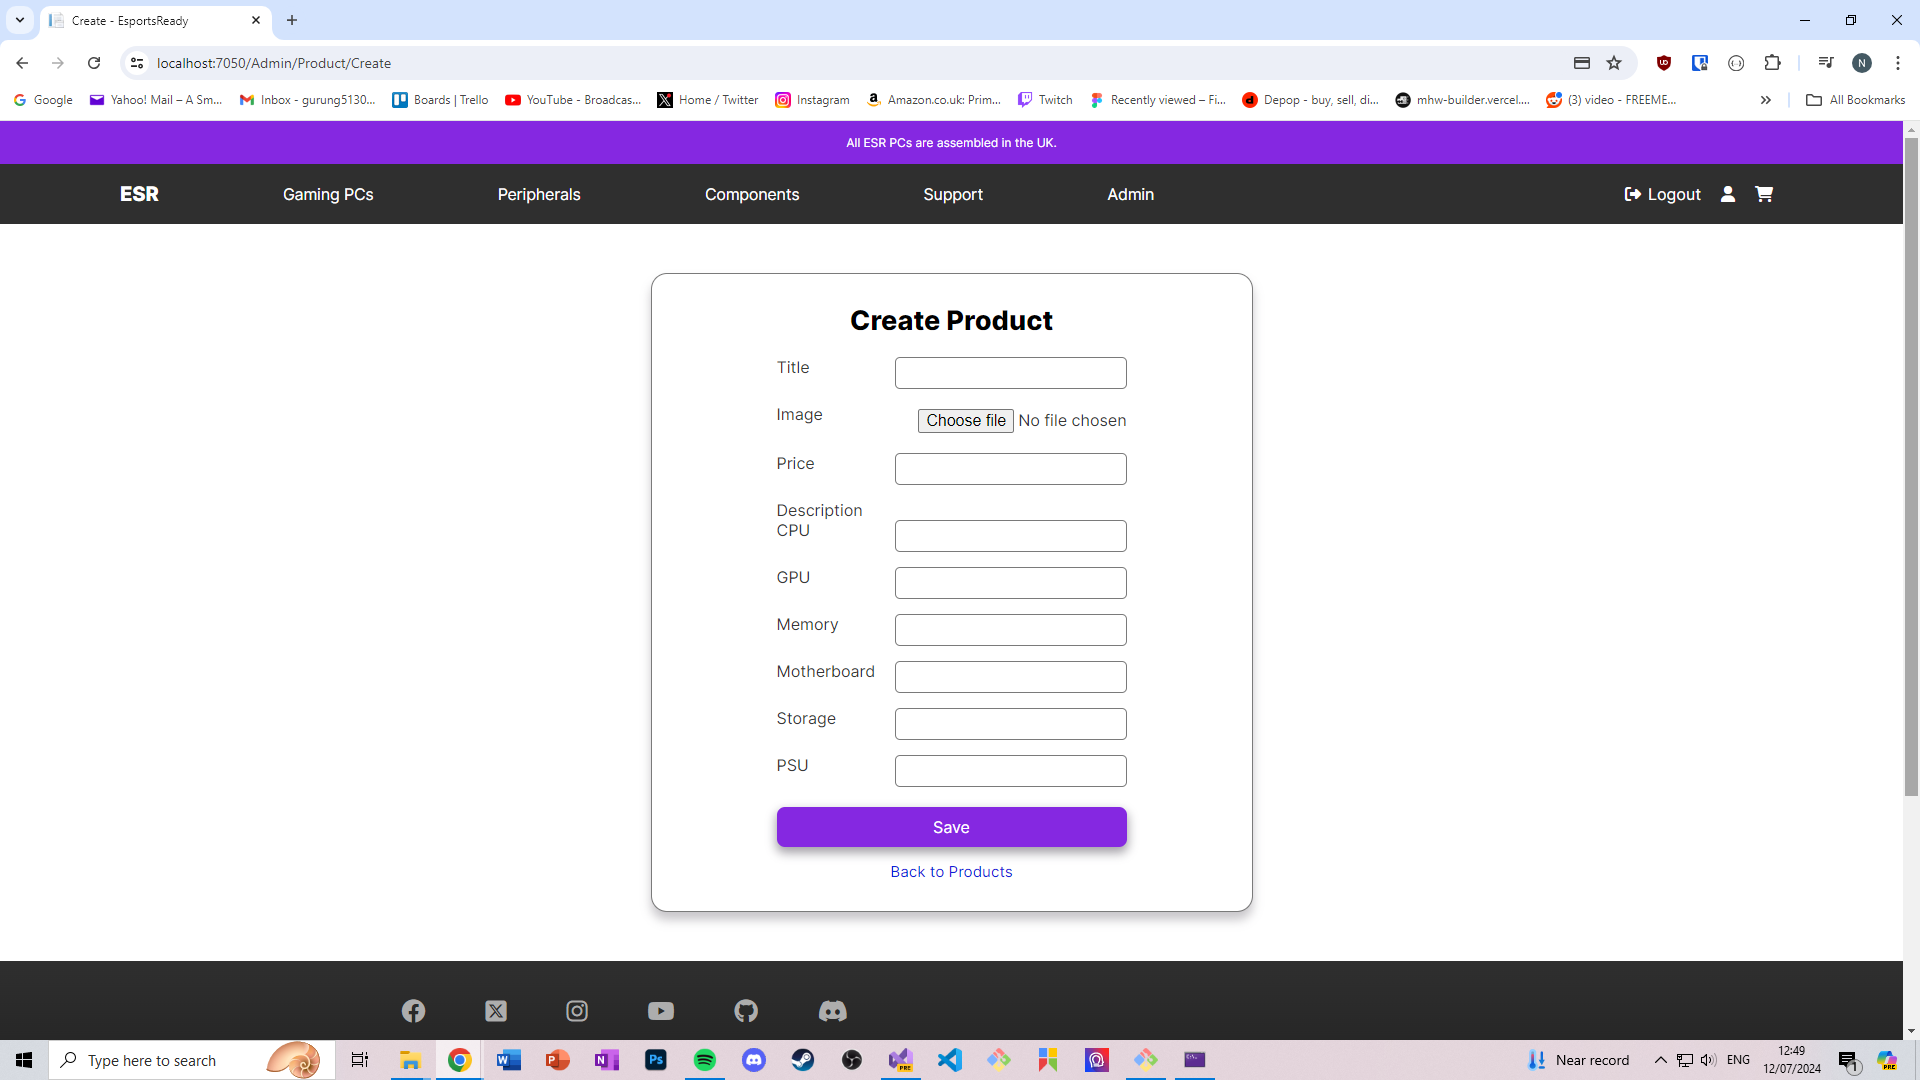 Create - EsportsReady
localhost:7050/Admin/Product/Create
Google
Yahoo! Mail – A Sm...
Inbox - gurung5130...
Boards | Trello
YouTube - Broadcas...
Home / Twitter
Instagram
Amazon.co.uk: Prim...
Twitch
Recently viewed – Fi...
Depop - buy, sell, di...
mhw-builder.vercel....
(3) video - FREEME...
All Bookmarks
All ESR PCs are assembled in the UK.
ESR
Gaming PCs
Peripherals
Components
Support
Admin
Logout
Create Product
Title
Image
Choose file No file chosen
Price
Description
CPU
GPU
Memory
Motherboard
Storage
PSU
Save
Back to Products
Type here to search
Near record
ENG
12:49
12/07/2024